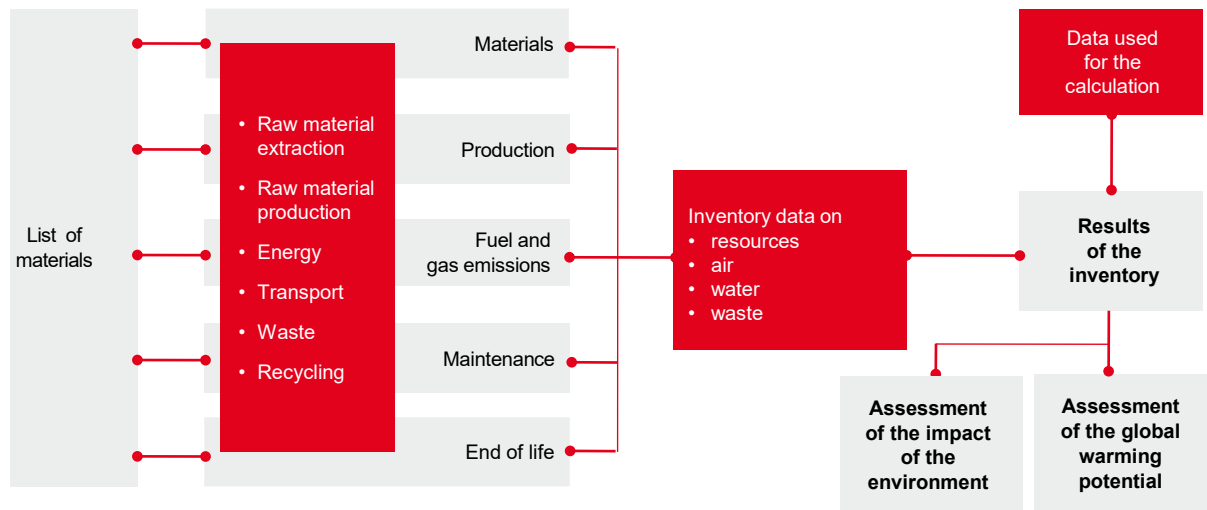 List of
materials
• Raw material
extraction
• Raw material
production
• Energy
• Transport
• Waste
• Recycling
Materials
Production
Fuel and
gas emissions
Maintenance
End of life
Inventory data on
• resources
• air
• water
• waste
Data used
for the
calculation
Results
of the
inventory
Assessment
of the impact
of the
environment
Assessment
of the global
warming
potential